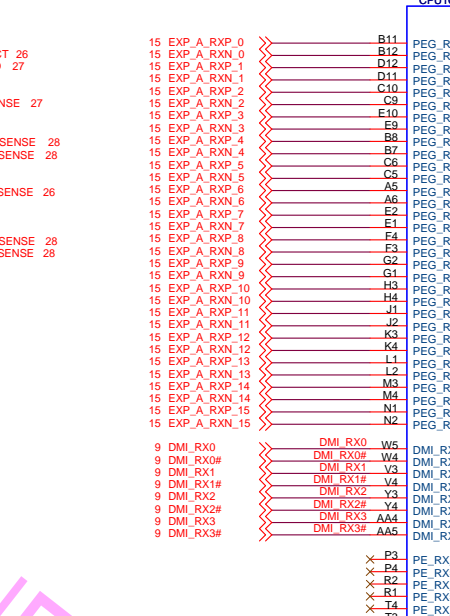 CT 26
27
NSE 27
SENSE 28
SENSE 28
SENSE 26
SENSE 28
SENSE 28
15 EXP_A_RXP_0 B11 PEG_R
15 EXP_A_RXN_0 B12 PEG_R
15 EXP_A_RXP_1 D12 PEG_R
15 EXP_A_RXN_1 D11 PEG_R
15 EXP_A_RXP_2 C10 PEG_R
15 EXP_A_RXN_2 C9 PEG_R
15 EXP_A_RXP_3 E10 PEG_R
15 EXP_A_RXN_3 E9 PEG_R
15 EXP_A_RXP_4 B8 PEG_R
15 EXP_A_RXN_4 B7 PEG_R
15 EXP_A_RXP_5 C6 PEG_R
15 EXP_A_RXN_5 C5 PEG_R
15 EXP_A_RXP_6 A5 PEG_R
15 EXP_A_RXN_6 A6 PEG_R
15 EXP_A_RXP_7 E2 PEG_R
15 EXP_A_RXN_7 E1 PEG_R
15 EXP_A_RXP_8 F4 PEG_R
15 EXP_A_RXN_8 F3 PEG_R
15 EXP_A_RXP_9 G2 PEG_R
15 EXP_A_RXN_9 G1 PEG_R
15 EXP_A_RXP_10 H3 PEG_R
15 EXP_A_RXN_10 H4 PEG_R
15 EXP_A_RXP_11 J1 PEG_R
15 EXP_A_RXN_11 J2 PEG_R
15 EXP_A_RXP_12 K3 PEG_R
15 EXP_A_RXN_12 K4 PEG_R
15 EXP_A_RXP_13 L1 PEG_R
15 EXP_A_RXN_13 L2 PEG_R
15 EXP_A_RXP_14 M3 PEG_R
15 EXP_A_RXN_14 M4 PEG_R
15 EXP_A_RXP_15 N1 PEG_R
15 EXP_A_RXN_15 N2 PEG_R
9 DMI_RX0 DMI_RX0 W5 DMI_RX
9 DMI_RX0# DMI_RX0# W4 DMI_RX
9 DMI_RX1 DMI_RX1 V3 DMI_RX
9 DMI_RX1# DMI_RX1# V4 DMI_RX
9 DMI_RX2 DMI_RX2 Y3 DMI_RX
9 DMI_RX2# DMI_RX2# Y4 DMI_RX
9 DMI_RX3 DMI_RX3 AA4 DMI_RX
9 DMI_RX3# DMI_RX3# AA5 DMI_RX
P3 PE_RX
P4 PE_RX
R2 PE_RX
R1 PE_RX
T4 PE_RX